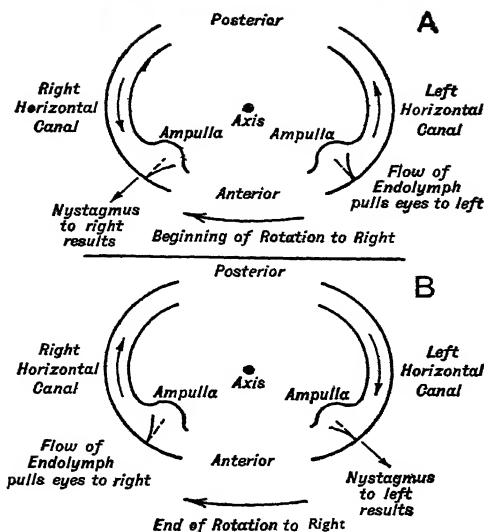 A
Posterior
Right
Horizontal
Canal
Ampulla
Axis
Ampulla
Left
Horizontal
Canal
Anterior
Nystagmus
to right
results
Flow of
Endolymph
pulls eyes to left
Beginning of Rotation to Right
B
Posterior
Right
Horizontal
Canal
Ampulla
Axis
Ampulla
Left
Horizontal
Canal
Flow of
Endolymph
pulls eyes to right
Anterior
Nystagmus
to left
results
End of Rotation to Right